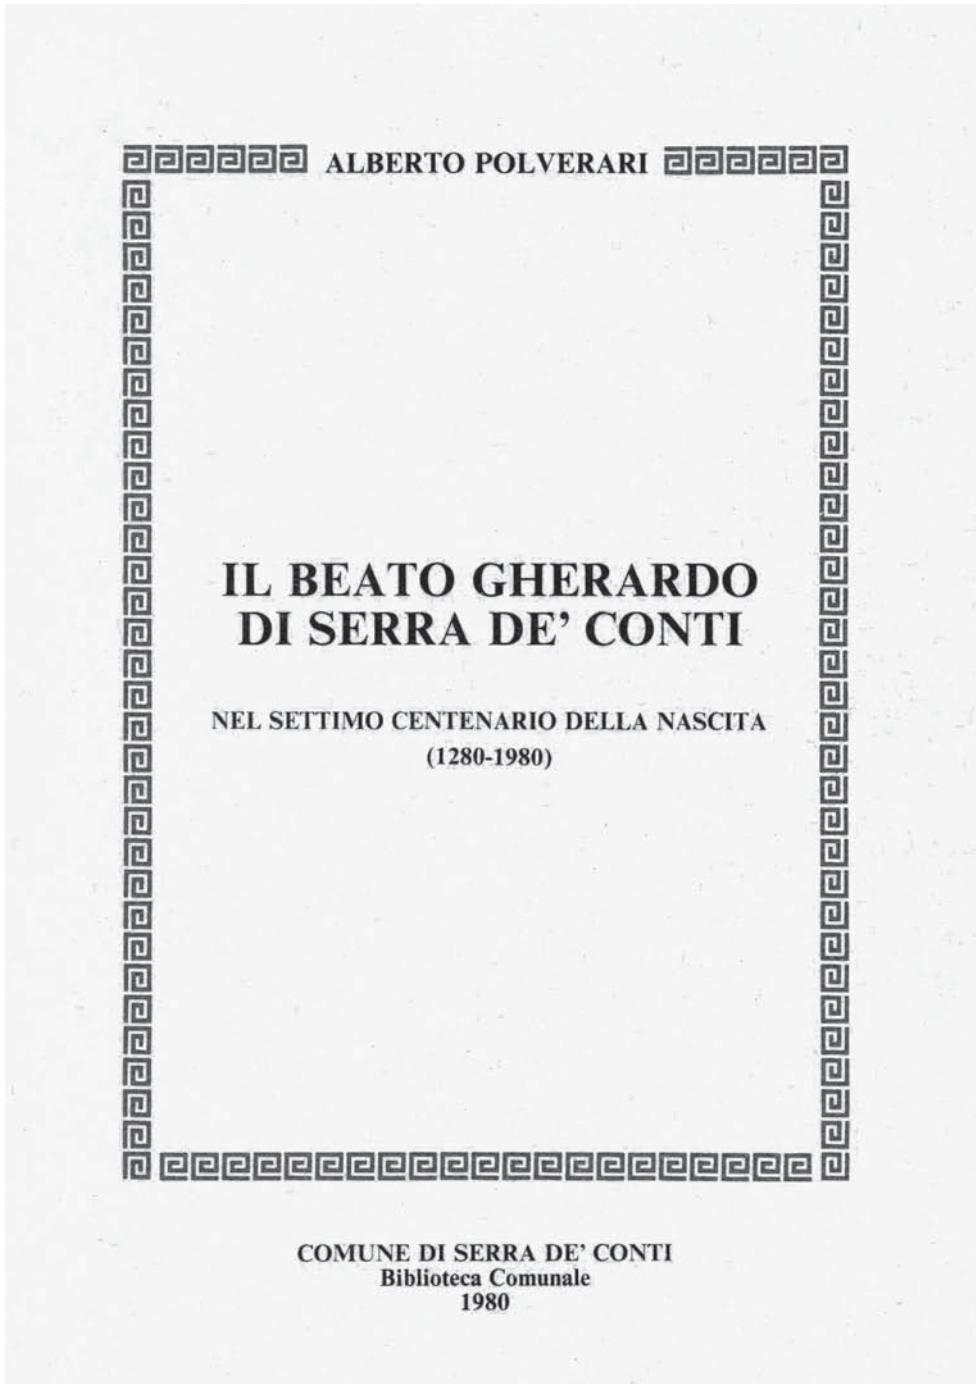 ALBERTO POLVERARI
IL BEATO GHERARDO
DI SERRA DE’ CONTI
NEL SETTIMO CENTENARIO DELLA NASCITA
(1280-1980)
COMUNE DI SERRA DE’ CONTI
Biblioteca Comunale
1980